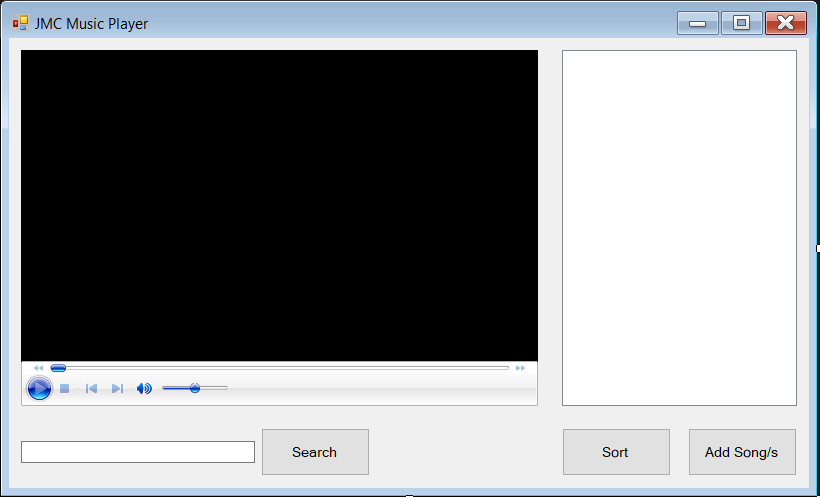 JMC Music Player
Search
Sort
Add Song/s